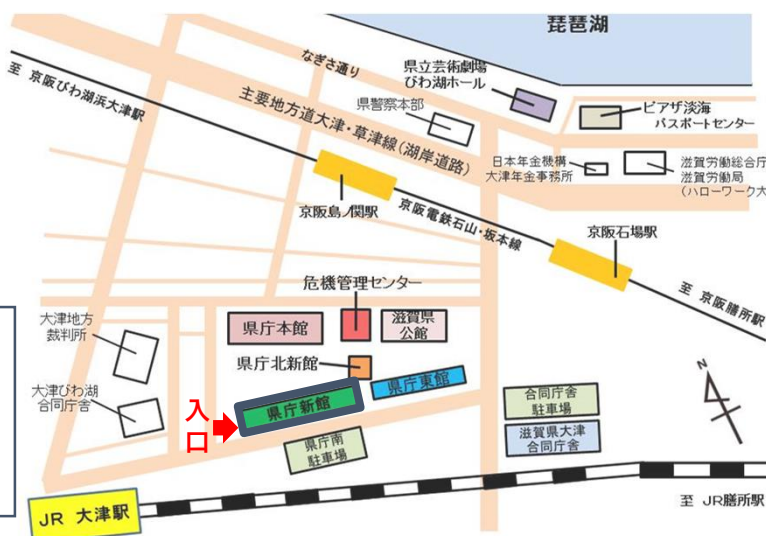 琵琶湖
なぎさ通り
県立芸術劇場
びわ湖ホール
至 京阪びわ湖浜大津駅
県警察本部
ピアザ淡海
パスポートセンター
主要地方道大津・草津線(湖岸道路)
日本年金機構
大津年金事務所
滋賀労働総合庁
滋賀労働局
(ハローワーク大
京阪島ノ関駅
京阪電鉄石山・坂本線
京阪石場駅
至 京阪膳所駅
危機管理センター
大津地方
裁判所
県庁本館
滋賀県
公館
県庁北新館
県庁東館
大津びわ湖
合同庁舎
入
口
県庁新館
合同庁舎
駐車場
県庁南
駐車場
滋賀県大津
合同庁舎
N
JR 大津駅
至 JR膳所駅